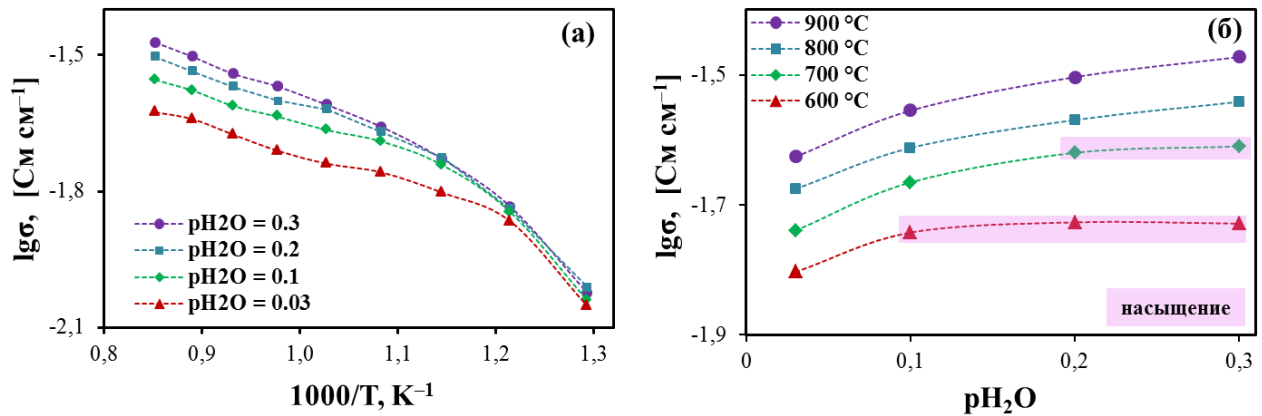 (а)
lgσ, [См см⁻¹]
-1,5
-1,8
-2,1
pH2O = 0.3
pH2O = 0.2
pH2O = 0.1
pH2O = 0.03
0,8 0,9 1,0 1,1 1,2 1,3
1000/T, K⁻¹
(б)
900 °C
800 °C
700 °C
600 °C
lgσ, [См см⁻¹]
-1,5
-1,7
-1,9
насыщение
0 0,1 0,2 0,3
pH₂O